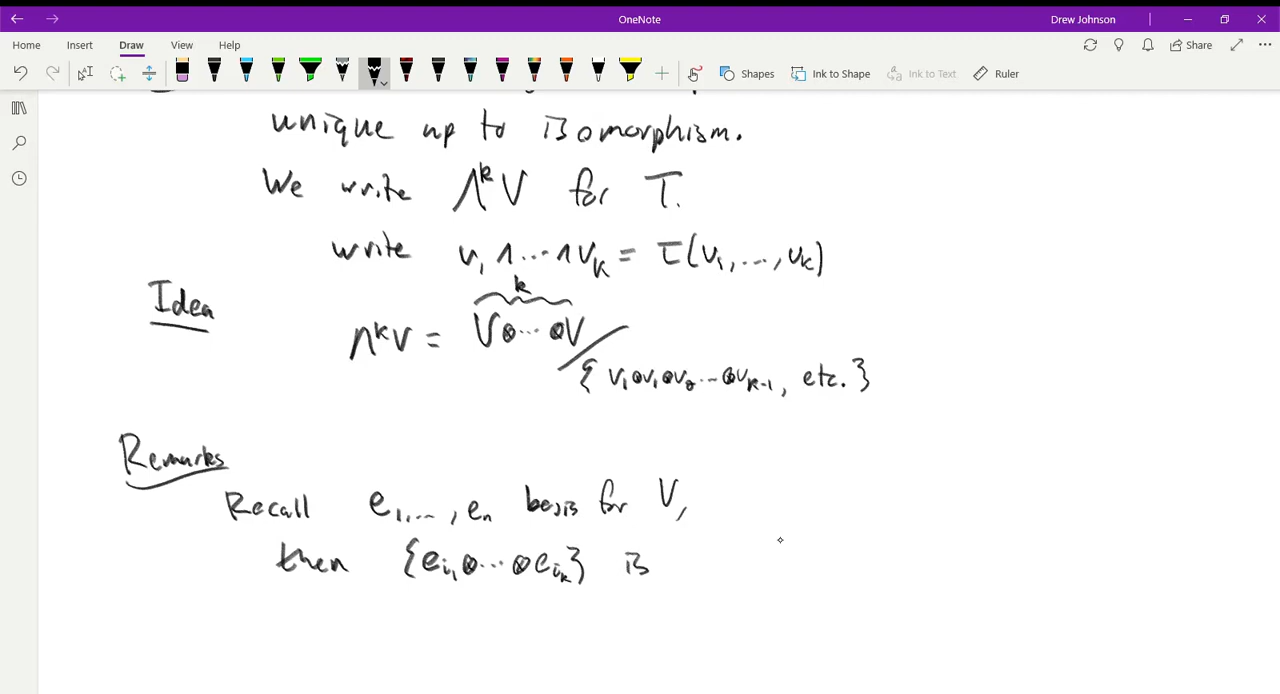 OneNote
Drew Johnson
Home Insert Draw View Help
Share
Shapes Ink to Shape Ink to Text Ruler
unique up to isomorphism.
We write Λ^k V for T.
write v₁ ∧ ... ∧ v_k = τ(v₁, ..., v_k)
k
Idea
Λ^k V = V⊗...⊗V / {v₁⊗v₁⊗v₂...⊗v_{k-1}, etc.}
Remarks
Recall e₁, ..., e_n basis for V,
then {e_{i₁}⊗...⊗e_{i_k}} is